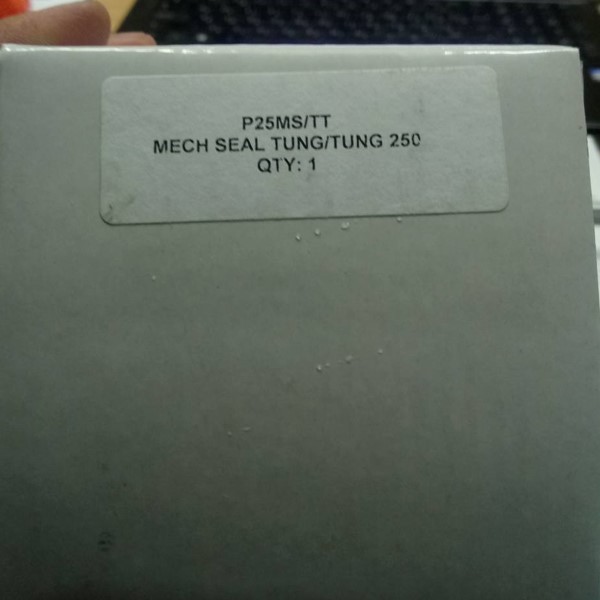 P25MS/TT
MECH SEAL TUNG/TUNG 250
QTY: 1